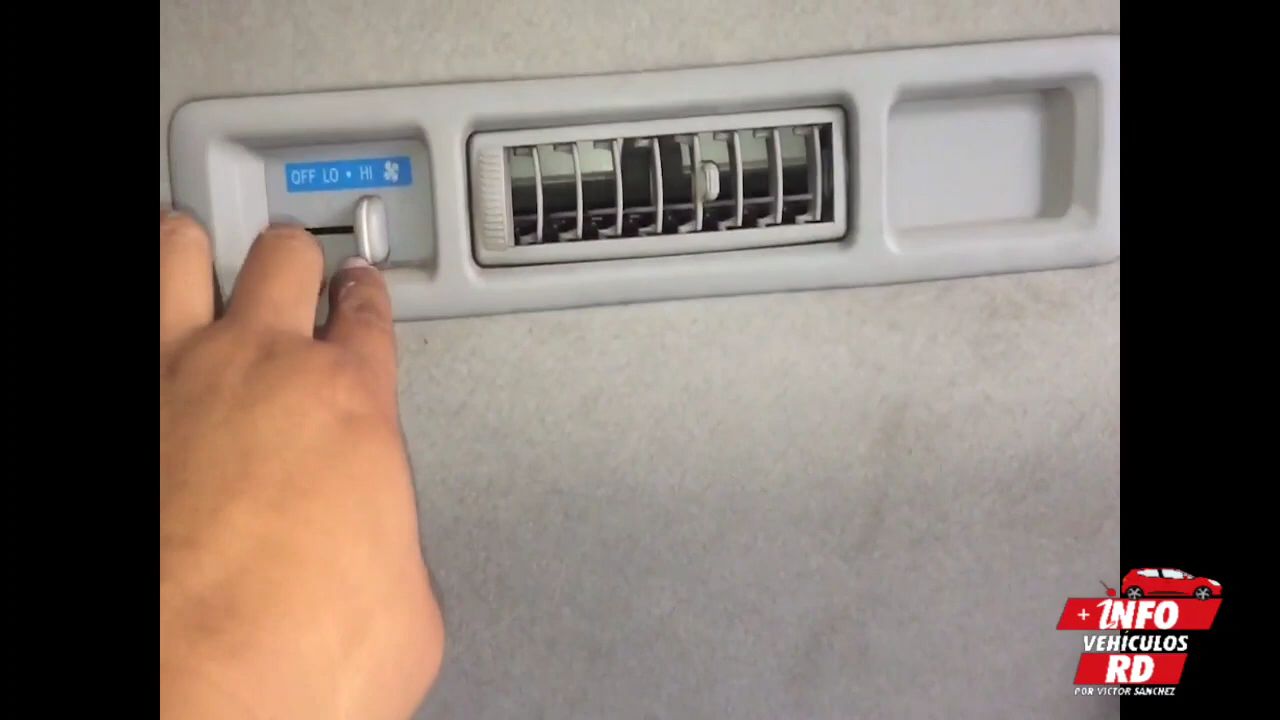 OFF LO • HI
+ INFO
VEHÍCULOS
RD
POR VICTOR SANCHEZ